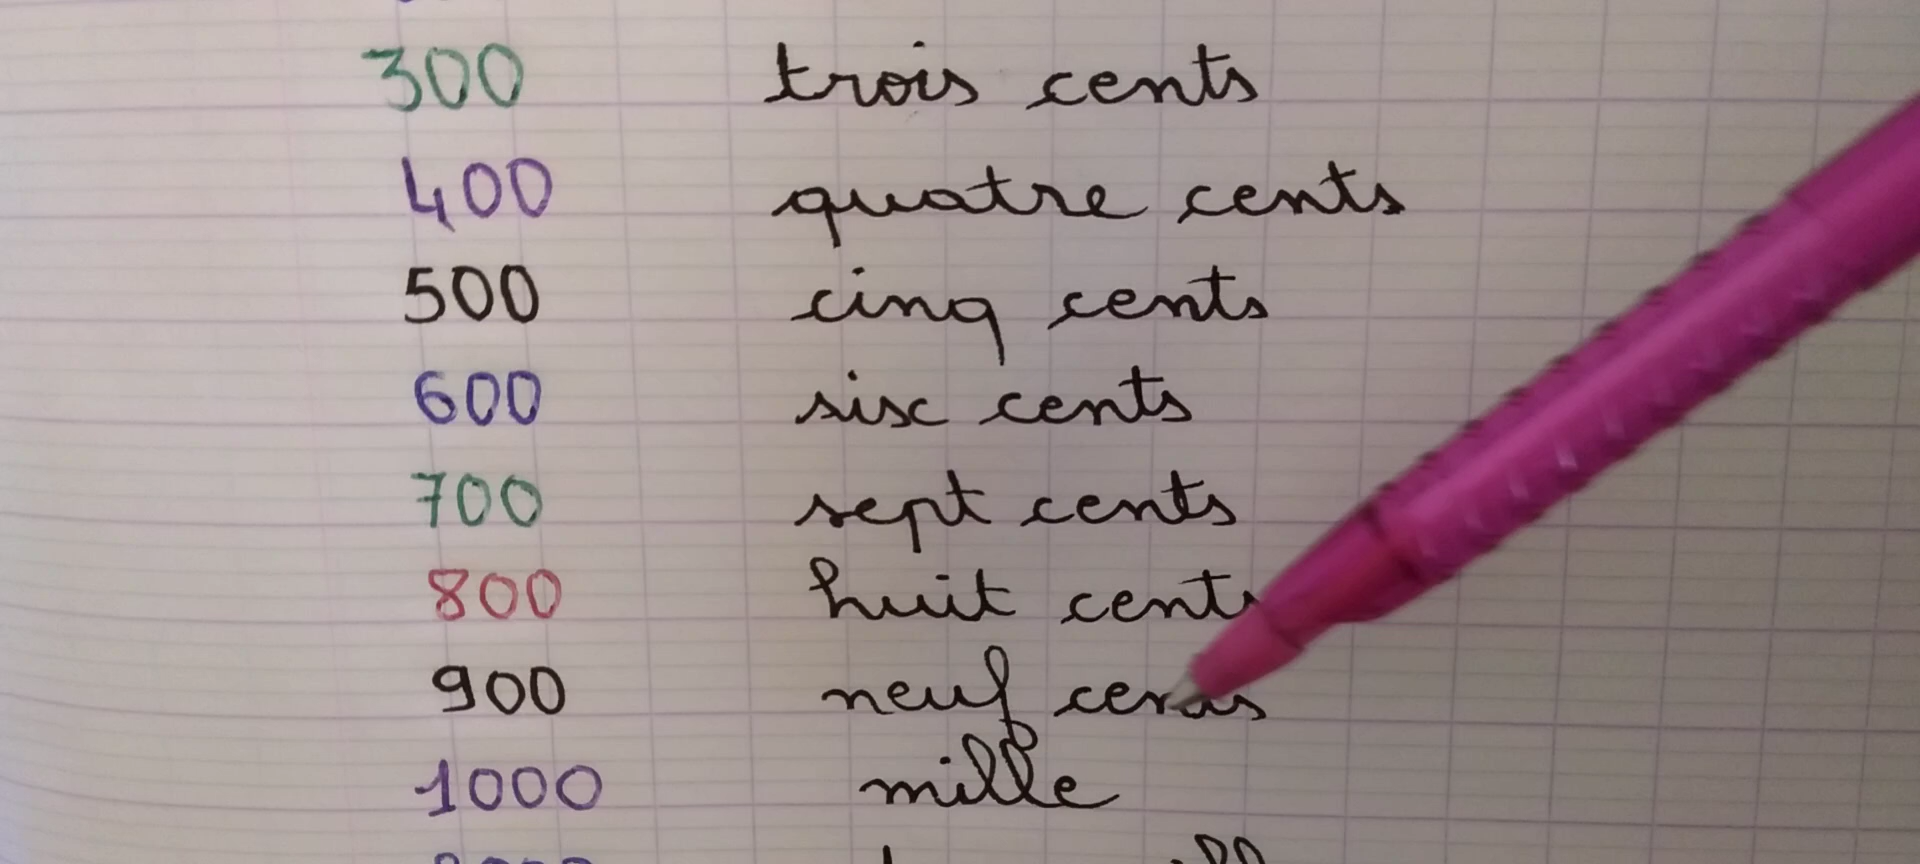 300 trois cents
400 quatre cents
500 cinq cents
600 six cents
700 sept cents
800 huit cents
900 neuf cents
1000 mille